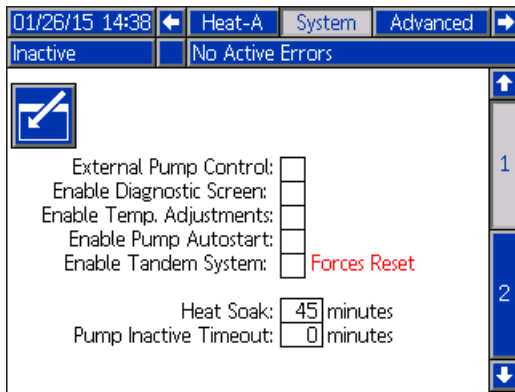 01/26/15 14:38 Heat-A System Advanced
Inactive No Active Errors
External Pump Control:
1
Enable Diagnostic Screen:
Enable Temp. Adjustments:
Enable Pump Autostart:
Enable Tandem System: Forces Reset
2
Heat Soak: 45 minutes
Pump Inactive Timeout: 0 minutes